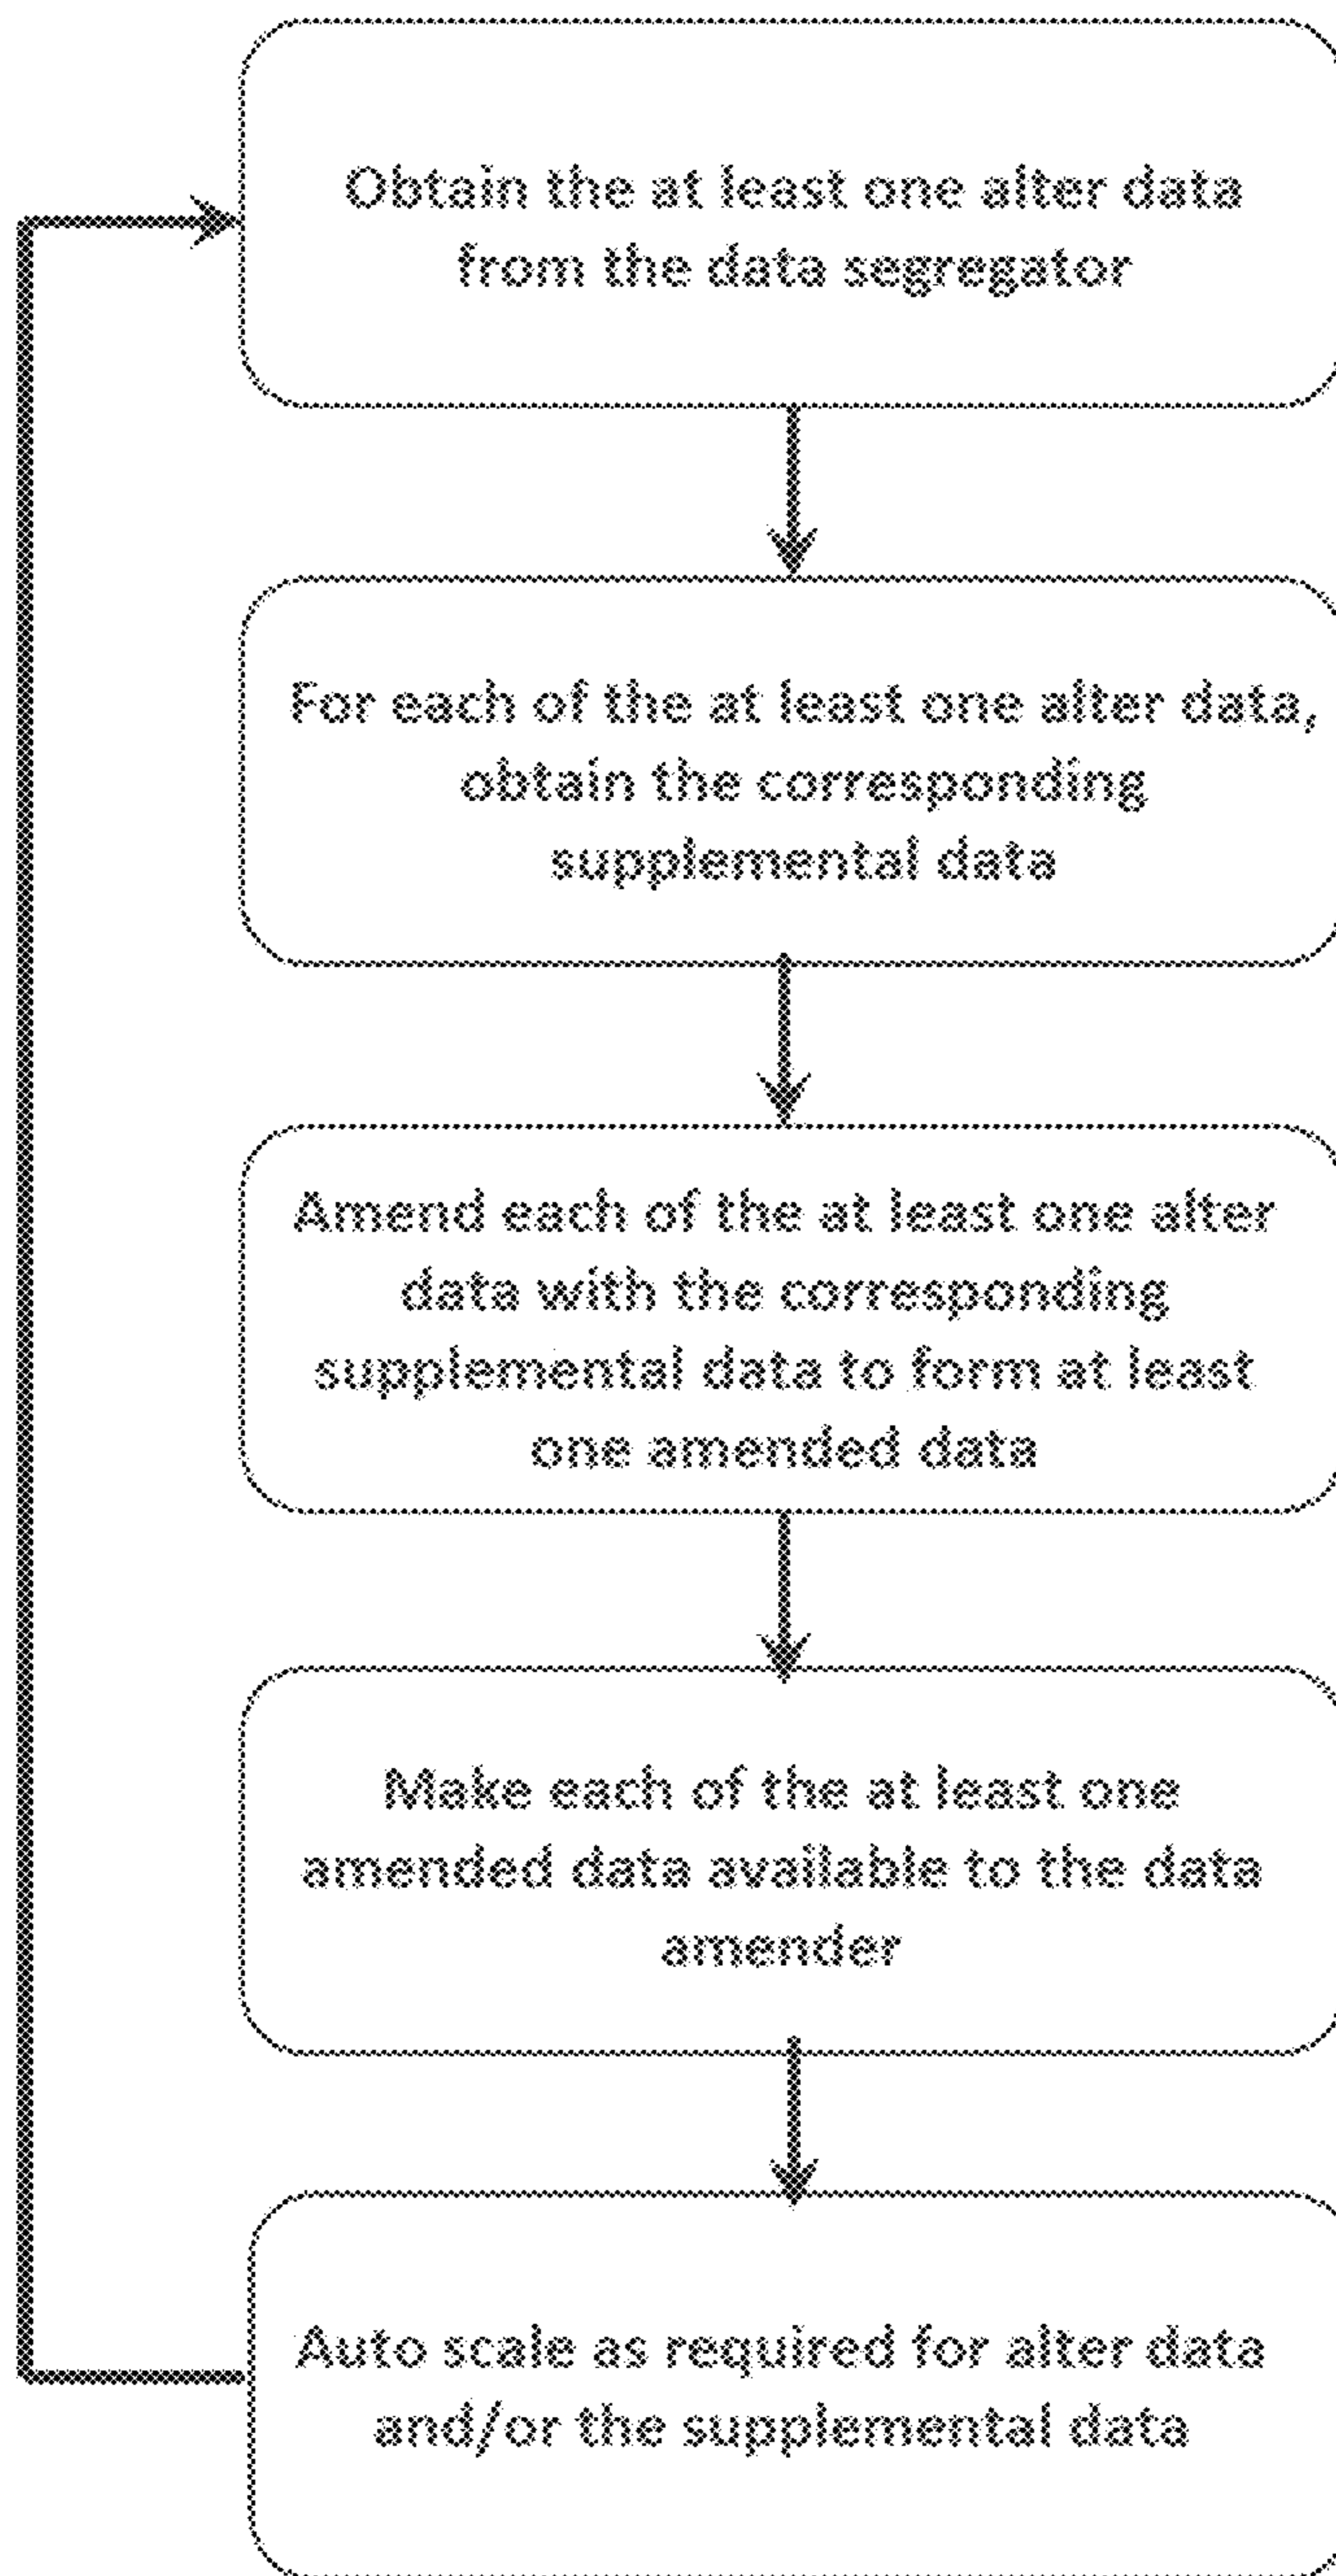 Obtain the at least one alter data
from the data segregator
For each of the at least one alter data,
obtain the corresponding
supplemental data
Amend each of the at least one alter
data with the corresponding
supplemental data to form at least
one amended data
Make each of the at least one
amended data available to the data
amender
Auto scale as required for alter data
and/or the supplemental data